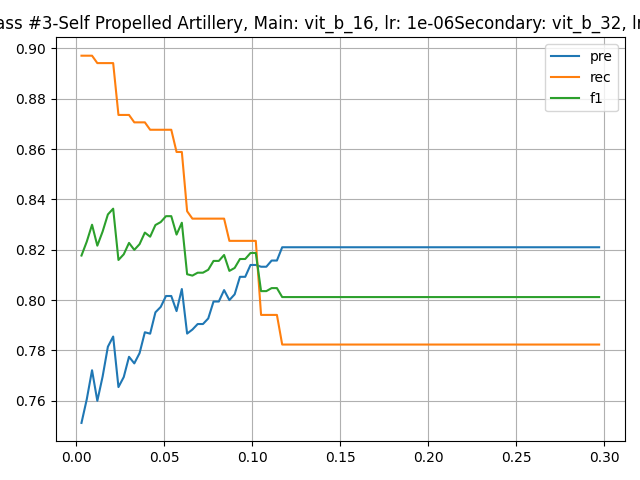 ass #3-Self Propelled Artillery, Main: vit_b_16, lr: 1e-06Secondary: vit_b_32, lr
pre
rec
f1
0.90
0.88
0.86
0.84
0.82
0.80
0.78
0.76
0.00 0.05 0.10 0.15 0.20 0.25 0.30